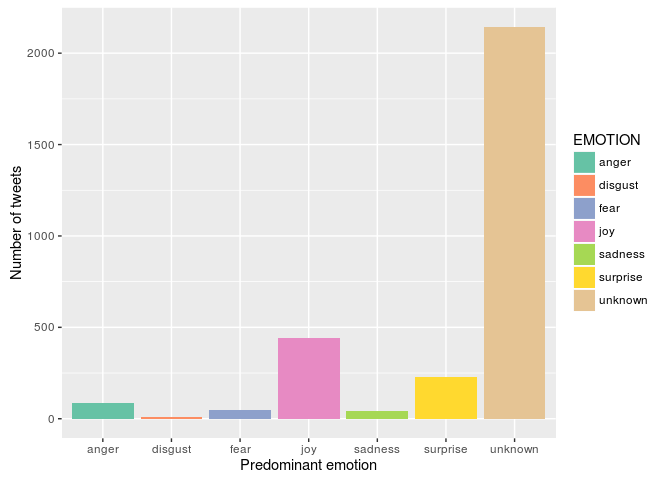 2000
1500
1000
500
0
Number of tweets
anger disgust fear joy sadness surprise unknown
Predominant emotion
EMOTION
anger
disgust
fear
joy
sadness
surprise
unknown